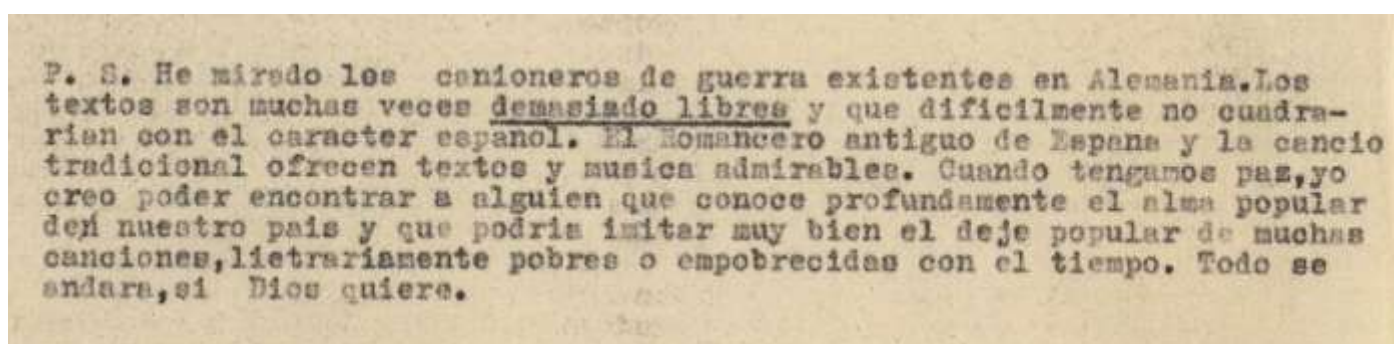 P. S. He mirado los canioneros de guerra existentes en Alemania.Los
textos son muchas veces demasiado libres y que dificilmente no cuadra-
rian con el caracter espanol. El Romancero antiguo de Espana y la cancio
tradicional ofrecen textos y musica admirables. Cuando tengamos paz,yo
creo poder encontrar a alguien que conoce profundamente el alma popular
den nuestro pais y que podria imitar muy bien el deje popular de muchas
canciones,lietrariamente pobres o empobrecidas con el tiempo. Todo se
andara,si Dios quiere.